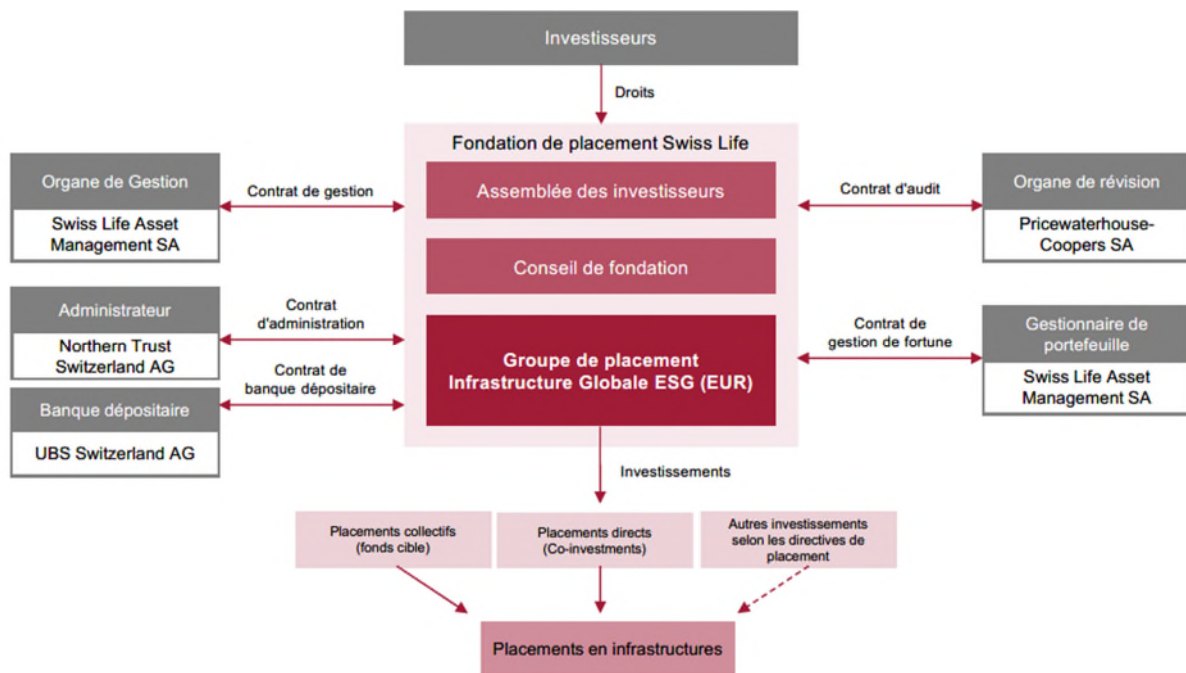 Investisseurs
Droits
Fondation de placement Swiss Life
Assemblée des investisseurs
Conseil de fondation
Groupe de placement
Infrastructure Globale ESG (EUR)
Organe de Gestion
Swiss Life Asset
Management SA
Contrat de gestion
Administrateur
Northern Trust
Switzerland AG
Contrat
d'administration
Banque dépositaire
UBS Switzerland AG
Contrat de
banque dépositaire
Contrat d'audit
Organe de révision
Pricewaterhouse-
Coopers SA
Contrat de
gestion de fortune
Gestionnaire de
portefeuille
Swiss Life Asset
Management SA
Investissements
Placements collectifs
(fonds cible)
Placements directs
(Co-investments)
Autres investissements
selon les directives de
placement
Placements en infrastructures